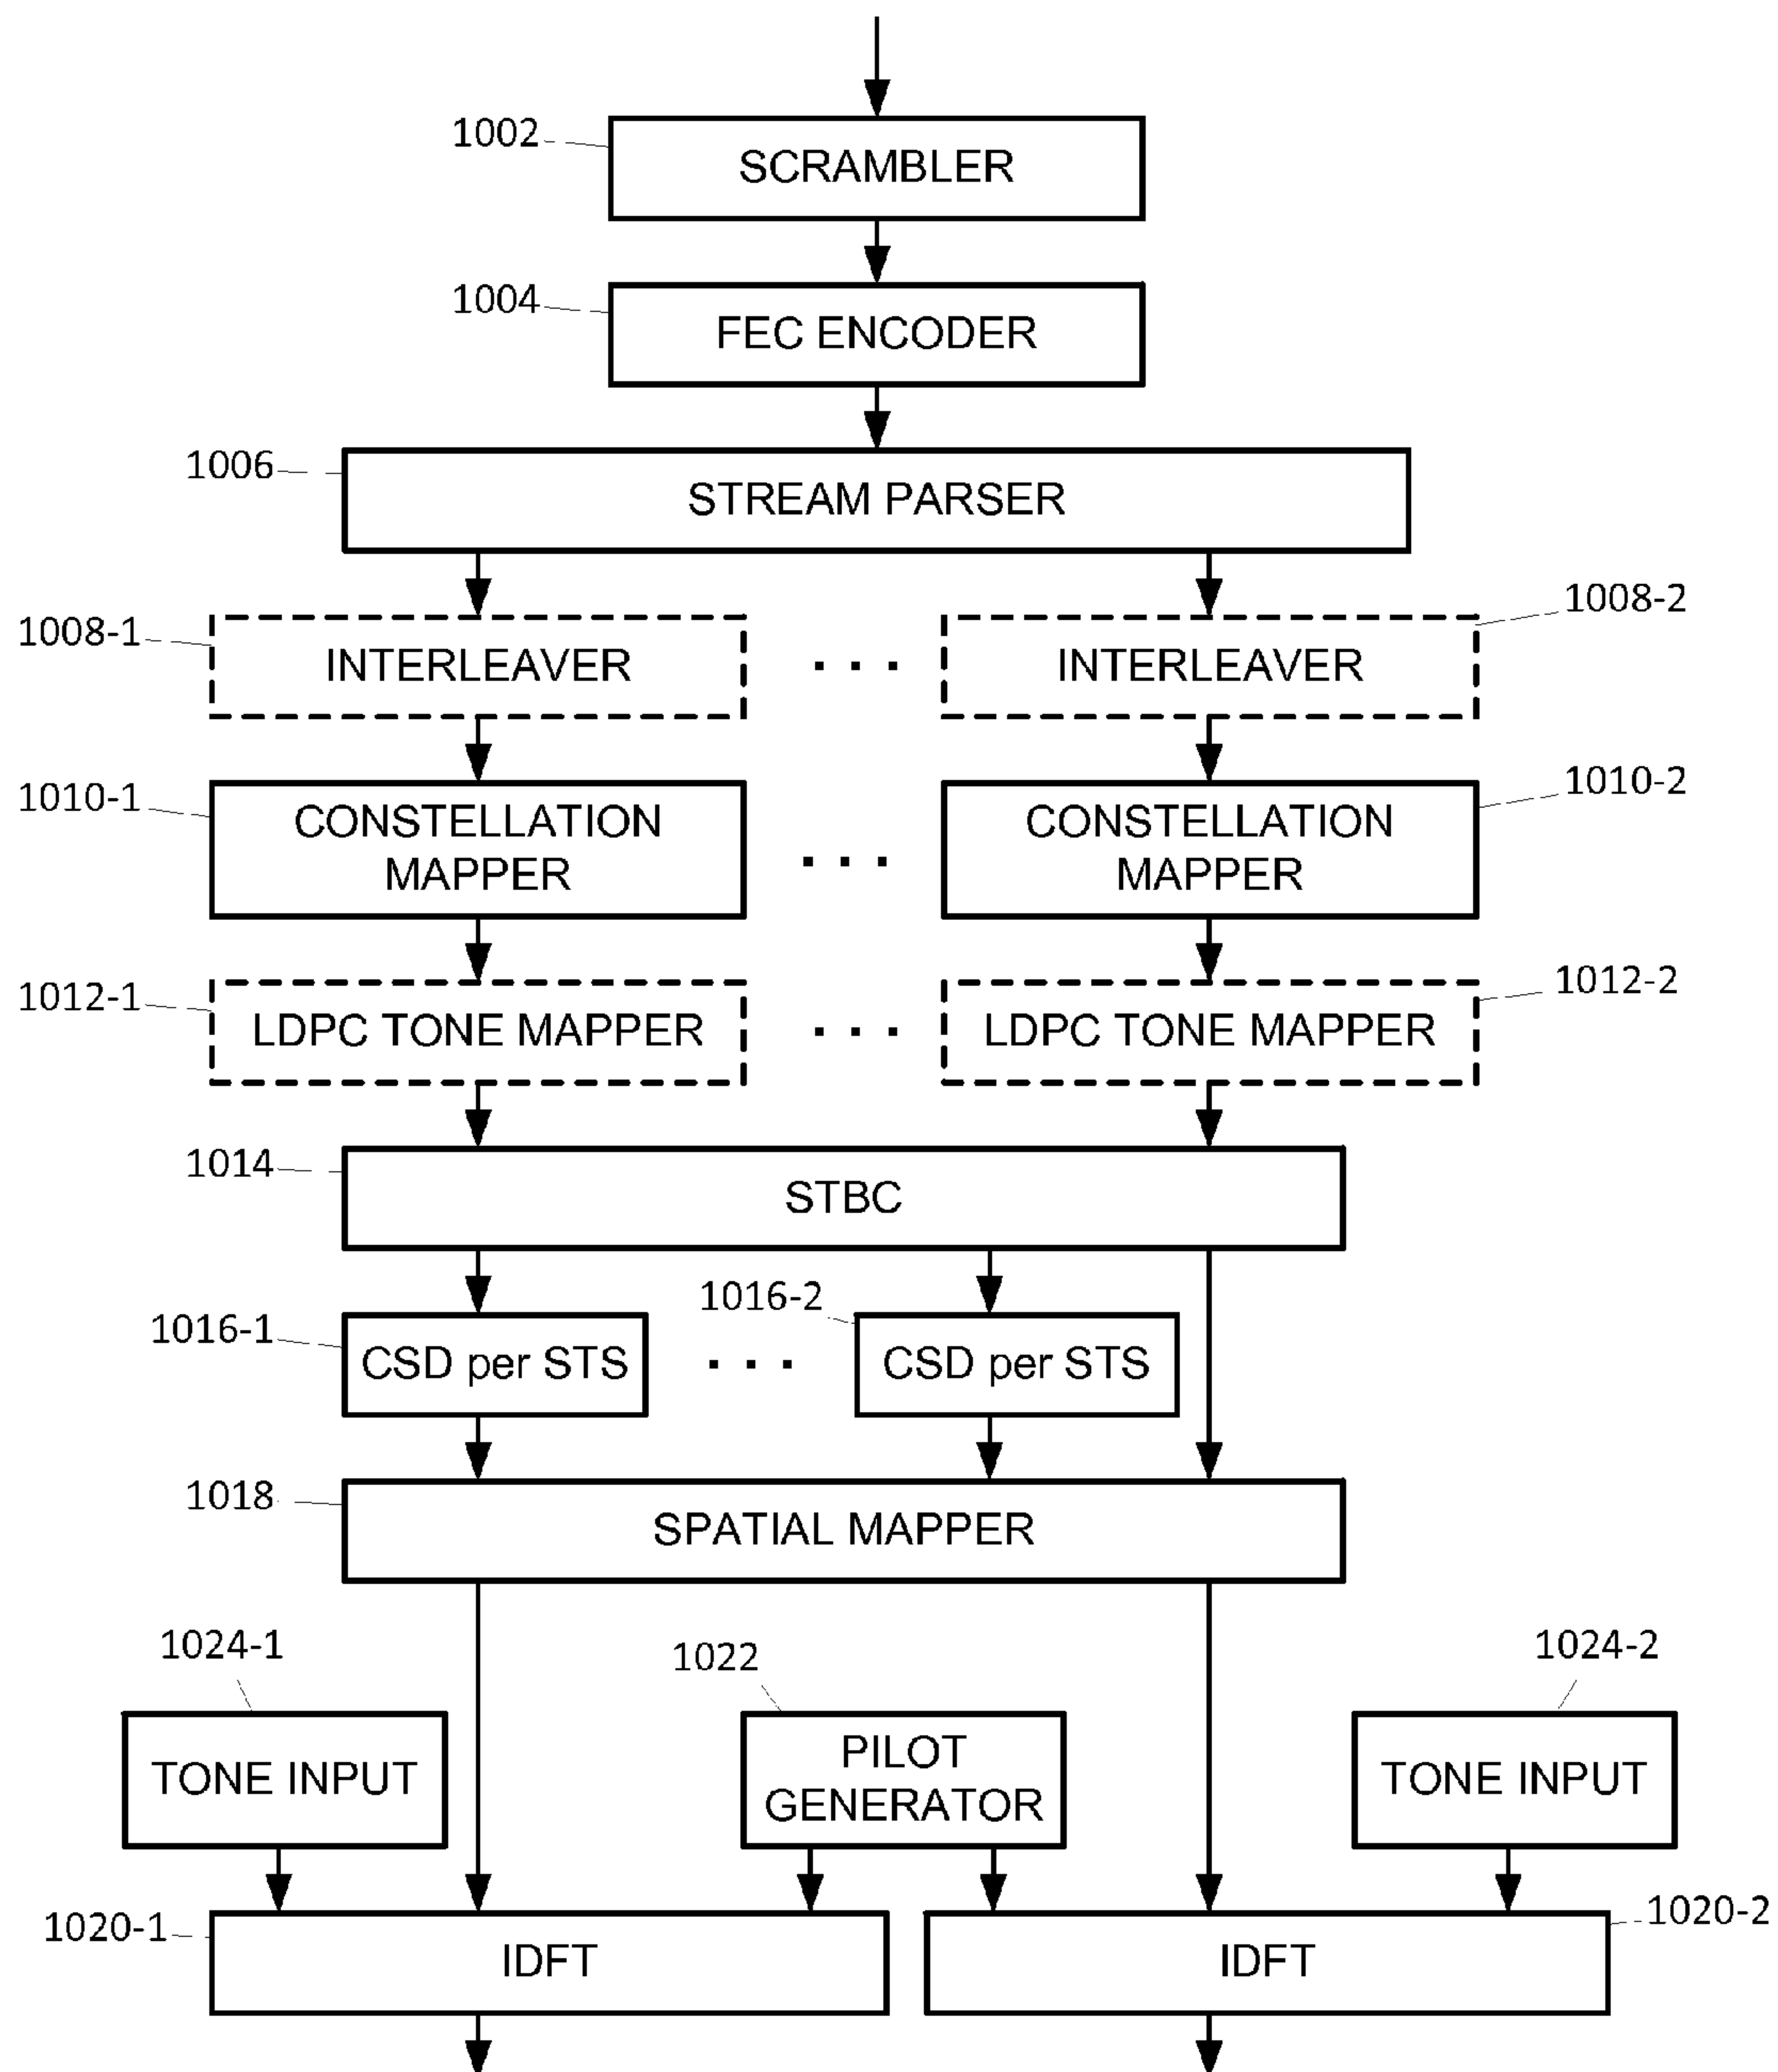 1002
SCRAMBLER
1004
FEC ENCODER
1006
STREAM PARSER
1008-1
INTERLEAVER
. . .
INTERLEAVER
1008-2
1010-1
CONSTELLATION
MAPPER
. . .
CONSTELLATION
MAPPER
1010-2
1012-1
LDPC TONE MAPPER
. . .
LDPC TONE MAPPER
1012-2
1014
STBC
1016-1
CSD per STS
. . .
1016-2
CSD per STS
1018
SPATIAL MAPPER
1024-1
TONE INPUT
1022
PILOT
GENERATOR
1024-2
TONE INPUT
1020-1
IDFT
IDFT
1020-2